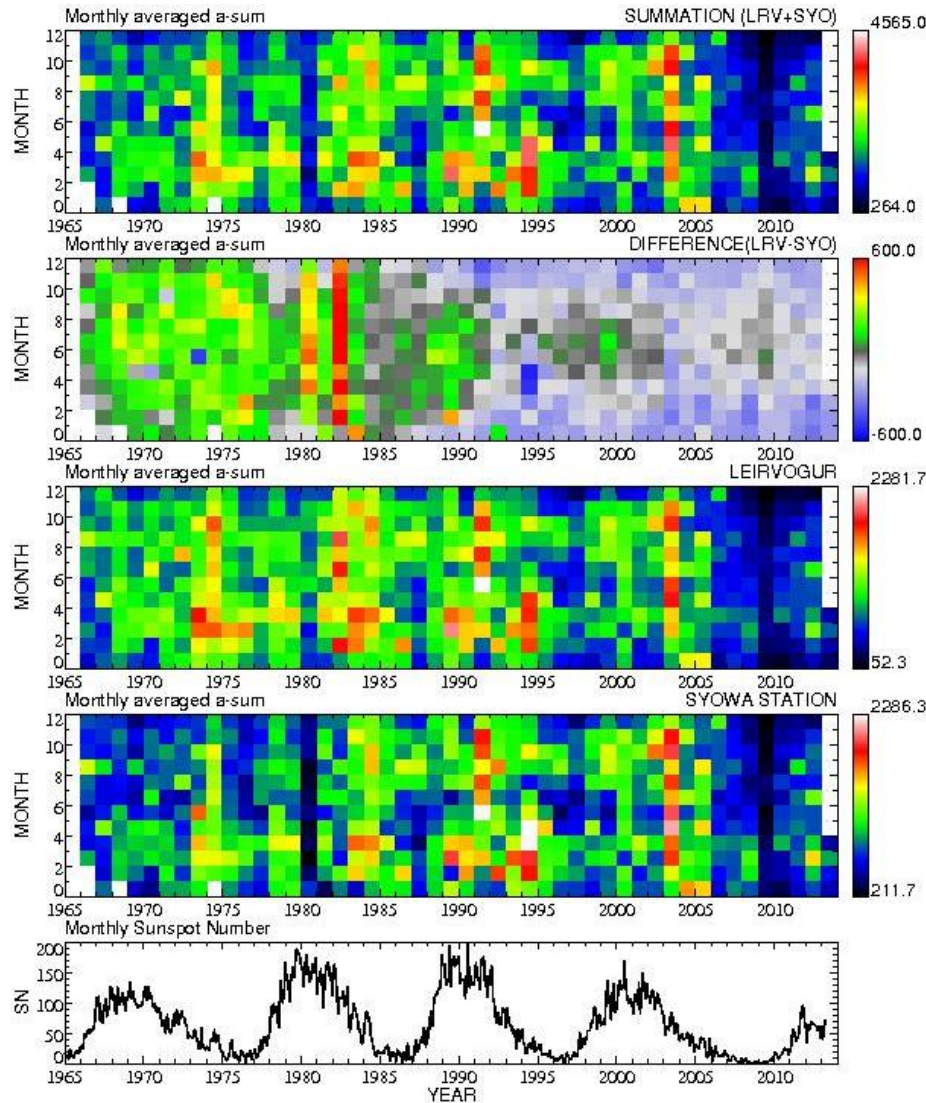 Monthly averaged a-sum SUMMATION (LRV+SYO) 4565.0
12
10
8
6
4
2
0
MONTH
264.0
1965 1970 1975 1980 1985 1990 1995 2000 2005 2010
Monthly averaged a-sum DIFFERENCE(LRV-SYO) 600.0
12
10
8
6
4
2
0
MONTH
-600.0
1965 1970 1975 1980 1985 1990 1995 2000 2005 2010
Monthly averaged a-sum LEIRVOGUR 2281.7
12
10
8
6
4
2
0
MONTH
52.3
1965 1970 1975 1980 1985 1990 1995 2000 2005 2010
Monthly averaged a-sum SYOWA STATION 2286.3
12
10
8
6
4
2
0
MONTH
211.7
1965 1970 1975 1980 1985 1990 1995 2000 2005 2010
Monthly Sunspot Number
200
150
100
50
0
SN
1965 1970 1975 1980 1985 1990 1995 2000 2005 2010
YEAR